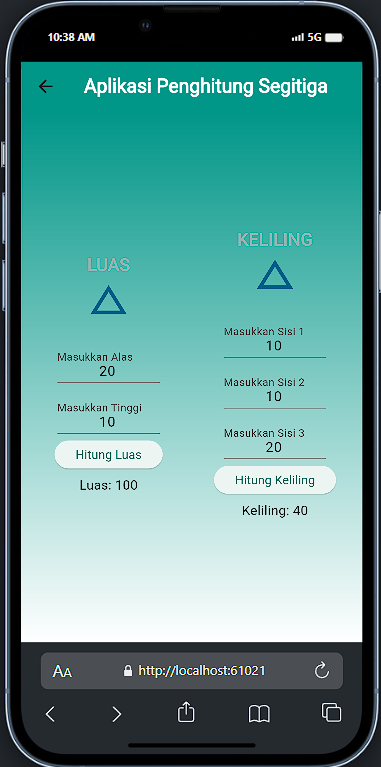 10:38 AM
5G
Aplikasi Penghitung Segitiga
LUAS
Masukkan Alas
20
Masukkan Tinggi
10
Hitung Luas
Luas: 100
KELILING
Masukkan Sisi 1
10
Masukkan Sisi 2
10
Masukkan Sisi 3
20
Hitung Keliling
Keliling: 40
AA
http://localhost:61021